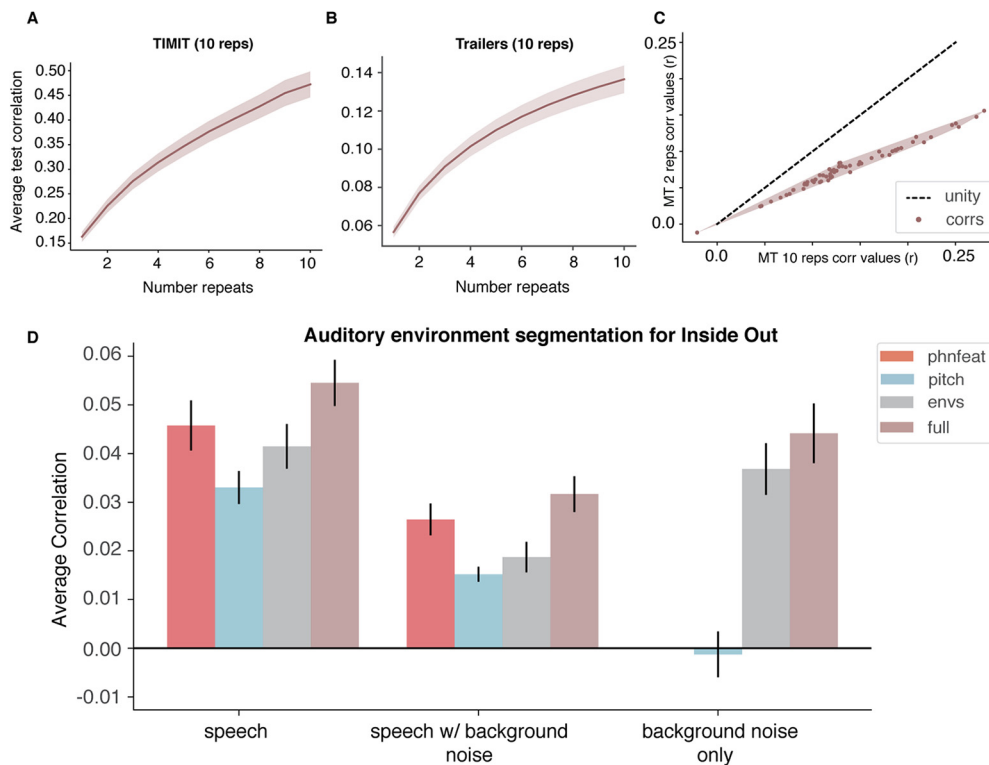 A
TIMIT (10 reps)
Average test correlation
0.50
0.45
0.40
0.35
0.30
0.25
0.20
0.15
2
4
6
8
10
Number repeats
B
Trailers (10 reps)
0.14
0.12
0.10
0.08
0.06
2
4
6
8
10
Number repeats
C
MT 2 reps corr values (r)
0.25
0.0
unity
corrs
0.0
MT 10 reps corr values (r)
0.25
D
Auditory environment segmentation for Inside Out
Average Correlation
0.06
0.05
0.04
0.03
0.02
0.01
0.00
-0.01
phnfeat
pitch
envs
full
speech
speech w/ background
noise
background noise
only